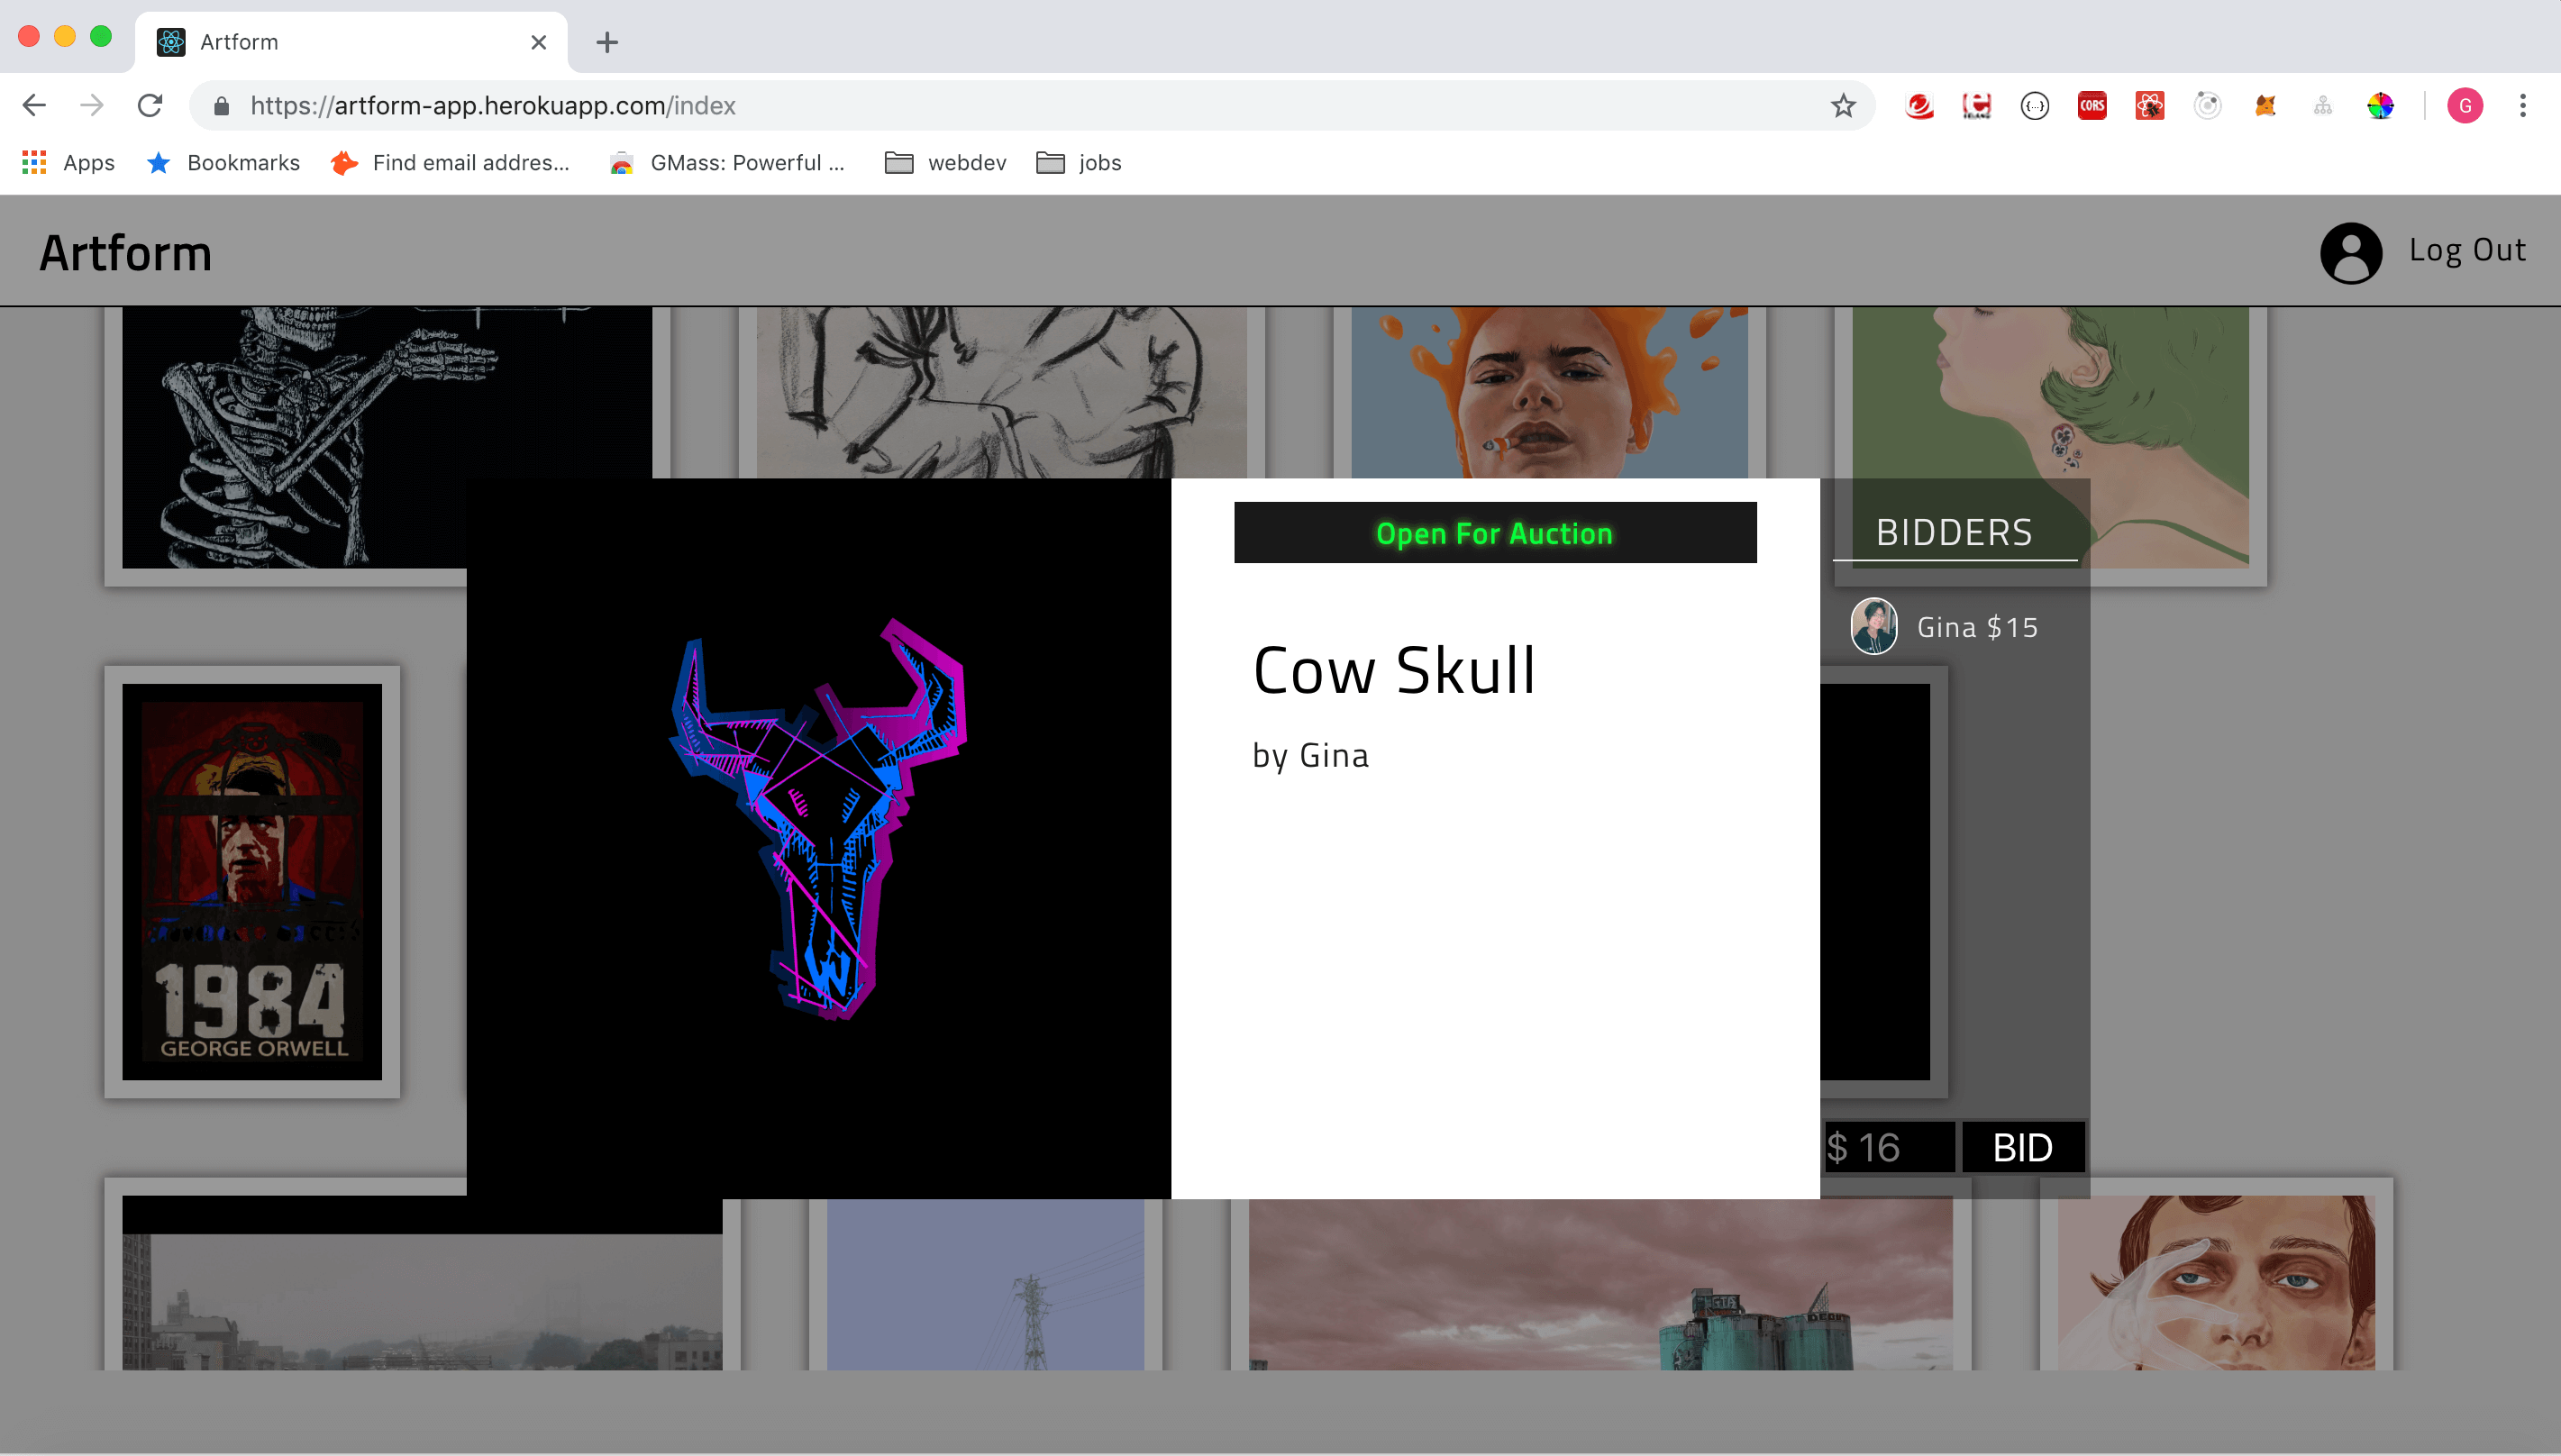 Artform
https://artform-app.herokuapp.com/index
CORS
G
Apps
Bookmarks
Find email addres...
GMass: Powerful ...
webdev
jobs
Artform
Log Out
Open For Auction
BIDDERS
Gina $15
Cow Skull
by Gina
1984
GEORGE ORWELL
$ 16
BID